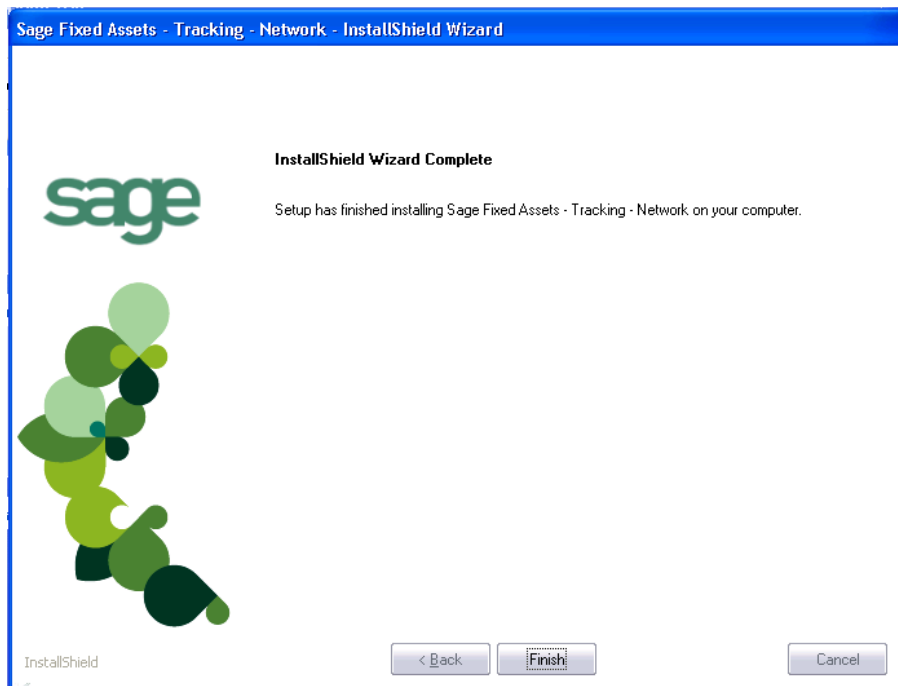 Sage Fixed Assets - Tracking - Network - InstallShield Wizard
InstallShield Wizard Complete
sage
Setup has finished installing Sage Fixed Assets - Tracking - Network on your computer.
InstallShield
< Back
Finish
Cancel